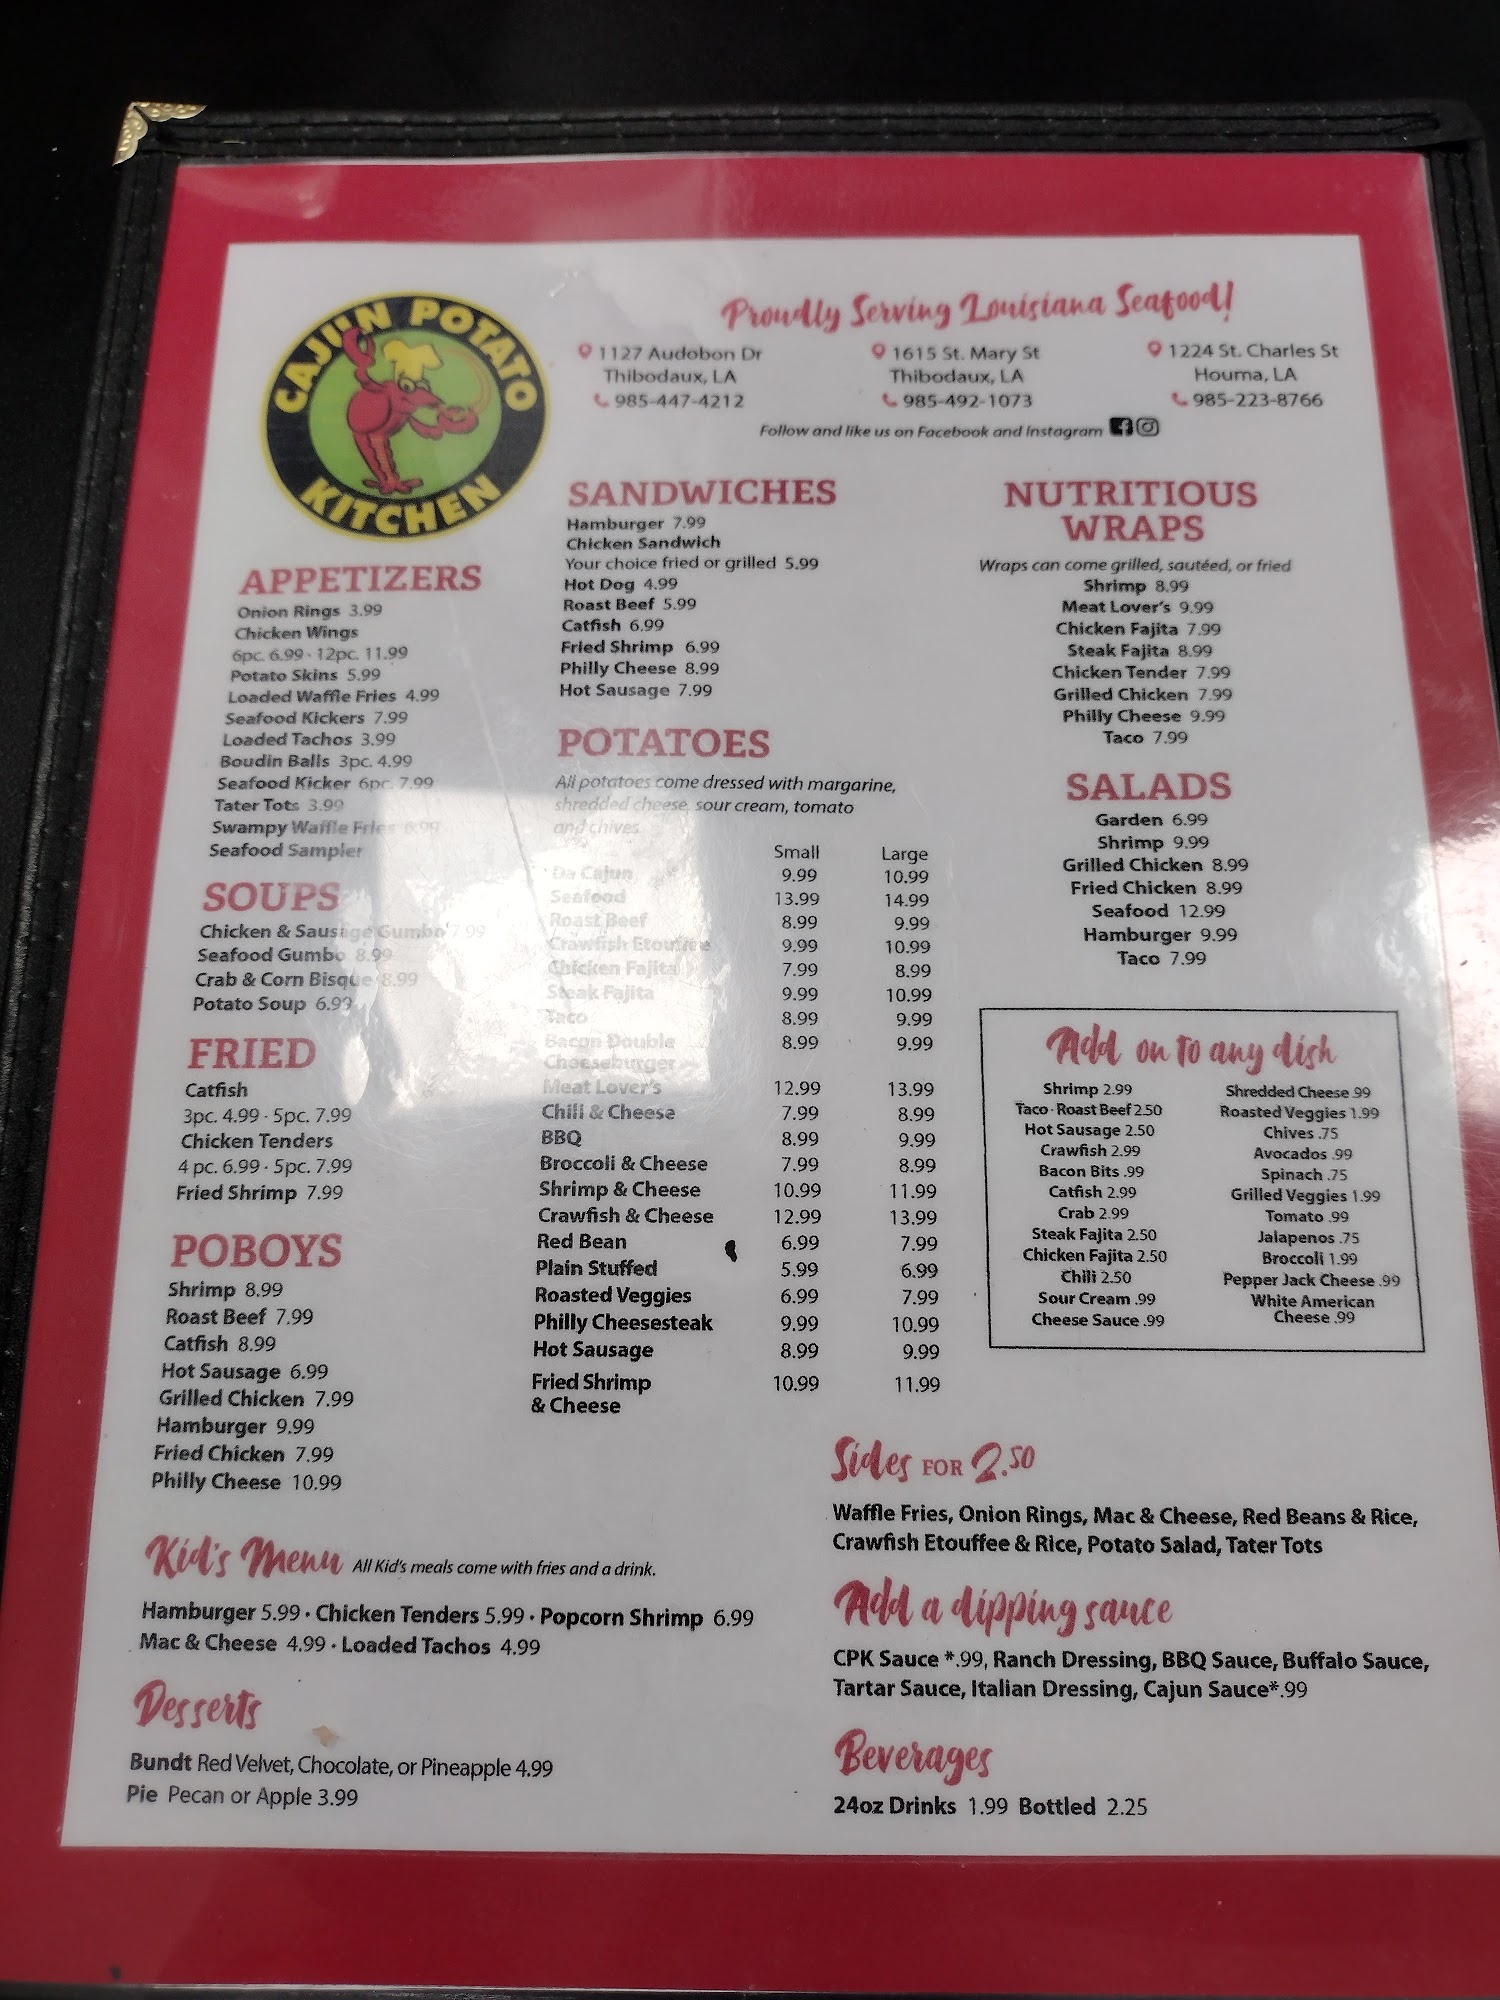 CAJUN POTATO
KITCHEN
Proudly Serving Louisiana Seafood!
1127 Audobon Dr
Thibodaux, LA
985-447-4212
1615 St. Mary St
Thibodaux, LA
985-492-1073
1224 St. Charles St
Houma, LA
985-223-8766
Follow and like us on Facebook and Instagram
APPETIZERS
Onion Rings 3.99
Chicken Wings
6pc. 6.99 · 12pc. 11.99
Potato Skins 5.99
Loaded Waffle Fries 4.99
Seafood Kickers 7.99
Loaded Tachos 3.99
Boudin Balls 3pc. 4.99
Seafood Kicker 6pc. 7.99
Tater Tots 3.99
Swampy Waffle Fries 6.99
Seafood Sampler
SOUPS
Chicken & Sausage Gumbo 7.99
Seafood Gumbo 8.99
Crab & Corn Bisque 8.99
Potato Soup 6.99
FRIED
Catfish
3pc. 4.99 · 5pc. 7.99
Chicken Tenders
4 pc. 6.99 · 5pc. 7.99
Fried Shrimp 7.99
POBOYS
Shrimp 8.99
Roast Beef 7.99
Catfish 8.99
Hot Sausage 6.99
Grilled Chicken 7.99
Hamburger 9.99
Fried Chicken 7.99
Philly Cheese 10.99
SANDWICHES
Hamburger 7.99
Chicken Sandwich
Your choice fried or grilled 5.99
Hot Dog 4.99
Roast Beef 5.99
Catfish 6.99
Fried Shrimp 6.99
Philly Cheese 8.99
Hot Sausage 7.99
POTATOES
All potatoes come dressed with margarine,
shredded cheese, sour cream, tomato
and chives
Small Large
Da Cajun 9.99 10.99
Seafood 13.99 14.99
Roast Beef 8.99 9.99
Crawfish Etouffee 9.99 10.99
Chicken Fajita 7.99 8.99
Steak Fajita 9.99 10.99
Taco 8.99 9.99
Bacon Double 8.99 9.99
Cheeseburger
Meat Lover's 12.99 13.99
Chili & Cheese 7.99 8.99
BBQ 8.99 9.99
Broccoli & Cheese 7.99 8.99
Shrimp & Cheese 10.99 11.99
Crawfish & Cheese 12.99 13.99
Red Bean 6.99 7.99
Plain Stuffed 5.99 6.99
Roasted Veggies 6.99 7.99
Philly Cheesesteak 9.99 10.99
Hot Sausage 8.99 9.99
Fried Shrimp 10.99 11.99
& Cheese
NUTRITIOUS
WRAPS
Wraps can come grilled, sautéed, or fried
Shrimp 8.99
Meat Lover's 9.99
Chicken Fajita 7.99
Steak Fajita 8.99
Chicken Tender 7.99
Grilled Chicken 7.99
Philly Cheese 9.99
Taco 7.99
SALADS
Garden 6.99
Shrimp 9.99
Grilled Chicken 8.99
Fried Chicken 8.99
Seafood 12.99
Hamburger 9.99
Taco 7.99
Add on to any dish
Shrimp 2.99
Taco · Roast Beef 2.50
Hot Sausage 2.50
Crawfish 2.99
Bacon Bits .99
Catfish 2.99
Crab 2.99
Steak Fajita 2.50
Chicken Fajita 2.50
Chili 2.50
Sour Cream .99
Cheese Sauce .99
Shredded Cheese .99
Roasted Veggies 1.99
Chives .75
Avocados .99
Spinach .75
Grilled Veggies 1.99
Tomato .99
Jalapenos .75
Broccoli 1.99
Pepper Jack Cheese .99
White American
Cheese .99
Kid's Menu All Kid's meals come with fries and a drink.
Hamburger 5.99 · Chicken Tenders 5.99 · Popcorn Shrimp 6.99
Mac & Cheese 4.99 · Loaded Tachos 4.99
Desserts
Bundt Red Velvet, Chocolate, or Pineapple 4.99
Pie Pecan or Apple 3.99
Sides FOR 2.50
Waffle Fries, Onion Rings, Mac & Cheese, Red Beans & Rice,
Crawfish Etouffee & Rice, Potato Salad, Tater Tots
Add a dipping sauce
CPK Sauce *.99, Ranch Dressing, BBQ Sauce, Buffalo Sauce,
Tartar Sauce, Italian Dressing, Cajun Sauce*.99
Beverages
24oz Drinks 1.99 Bottled 2.25